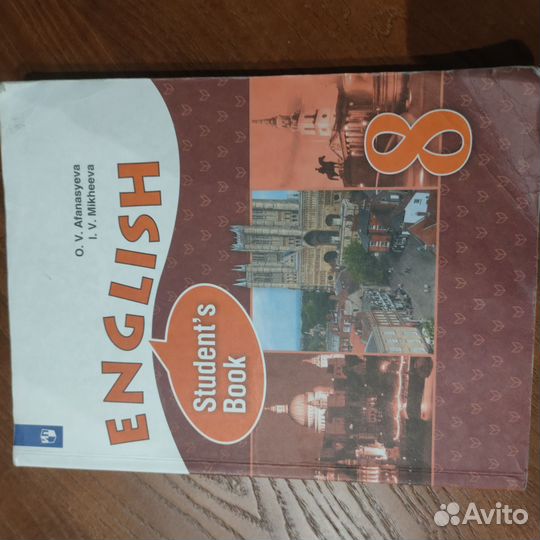 O. V. Afanasyeva
I. V. Mikheeva
ENGLISH
Student's
Book
8
Avito